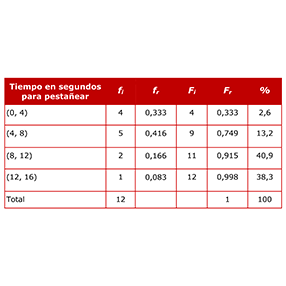 Tiempo en segundos para pestañear fi fr Fi Fr %
(0, 4) 4 0,333 4 0,333 2,6
(4, 8) 5 0,416 9 0,749 13,2
(8, 12) 2 0,166 11 0,915 40,9
(12, 16) 1 0,083 12 0,998 38,3
Total 12 1 100